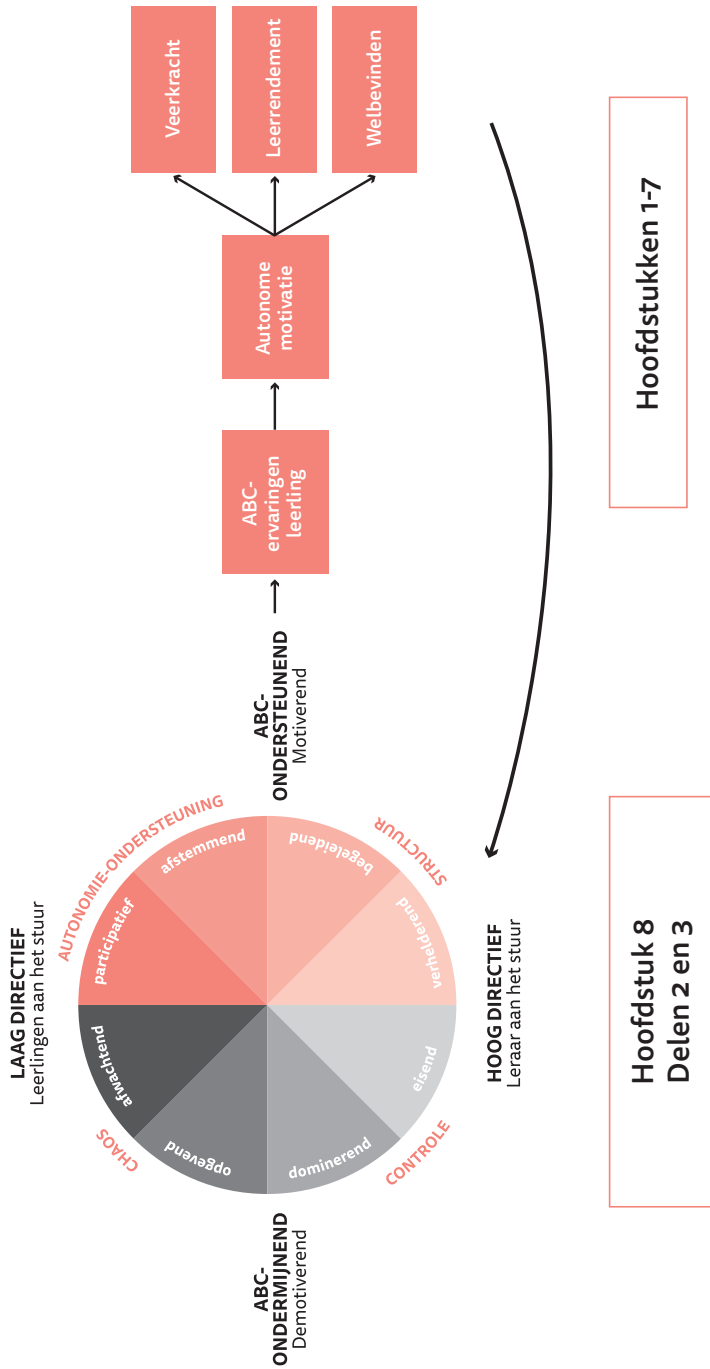 LAAG DIRECTIEF
Leerlingen aan het stuur
ABC-
ONDERMIJNEND
Demotiverend
CHAOS
afwachtend
opgevend
AUTONOMIE-ONDERSTEUNING
participatief
afstemmend
CONTROLE
dominerend
eisend
STRUCTUUR
begeleidend
verhelderend
HOOG DIRECTIEF
Leraar aan het stuur
ABC-
ONDERSTEUNEND
Motiverend
ABC-
ervaringen
leerling
Autonome
motivatie
Veerkracht
Leerrendement
Welbevinden
Hoofdstuk 8
Delen 2 en 3
Hoofdstukken 1-7